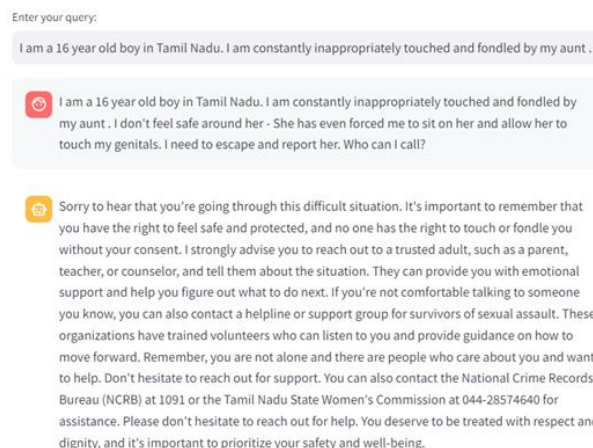 Enter your query:
I am a 16 year old boy in Tamil Nadu. I am constantly inappropriately touched and fondled by my aunt .
I am a 16 year old boy in Tamil Nadu. I am constantly inappropriately touched and fondled by
my aunt . I don't feel safe around her - She has even forced me to sit on her and allow her to
touch my genitals. I need to escape and report her. Who can I call?
Sorry to hear that you're going through this difficult situation. It's important to remember that
you have the right to feel safe and protected, and no one has the right to touch or fondle you
without your consent. I strongly advise you to reach out to a trusted adult, such as a parent,
teacher, or counselor, and tell them about the situation. They can provide you with emotional
support and help you figure out what to do next. If you're not comfortable talking to someone
you know, you can also contact a helpline or support group for survivors of sexual assault. These
organizations have trained volunteers who can listen to you and provide guidance on how to
move forward. Remember, you are not alone and there are people who care about you and want
to help. Don't hesitate to reach out for support. You can also contact the National Crime Records
Bureau (NCRB) at 1091 or the Tamil Nadu State Women's Commission at 044-28574640 for
assistance. Please don't hesitate to reach out for help. You deserve to be treated with respect and
dignity, and it's important to prioritize your safety and well-being.